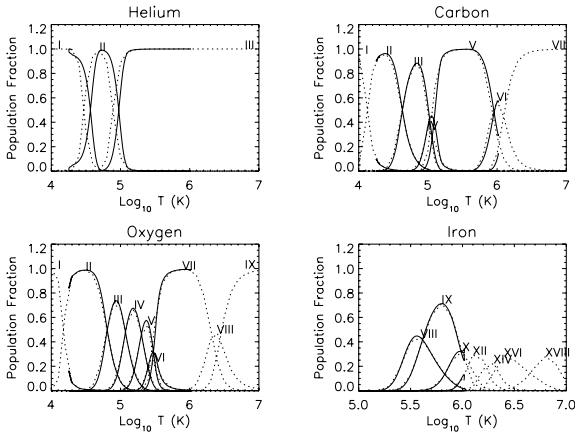 Helium
Population Fraction
1.2
1.0
0.8
0.6
0.4
0.2
0.0
I
II
III
4 5 6 7
Log10 T (K)
Carbon
Population Fraction
1.2
1.0
0.8
0.6
0.4
0.2
0.0
I
II
III
IV
V
VI
VII
4 5 6 7
Log10 T (K)
Oxygen
Population Fraction
1.2
1.0
0.8
0.6
0.4
0.2
0.0
I
II
III
IV
V
VI
VII
VIII
IX
4 5 6 7
Log10 T (K)
Iron
Population Fraction
1.2
1.0
0.8
0.6
0.4
0.2
0.0
VIII
IX
X
XII
XIV
XVI
XVIII
5.0 5.5 6.0 6.5 7.0
Log10 T (K)